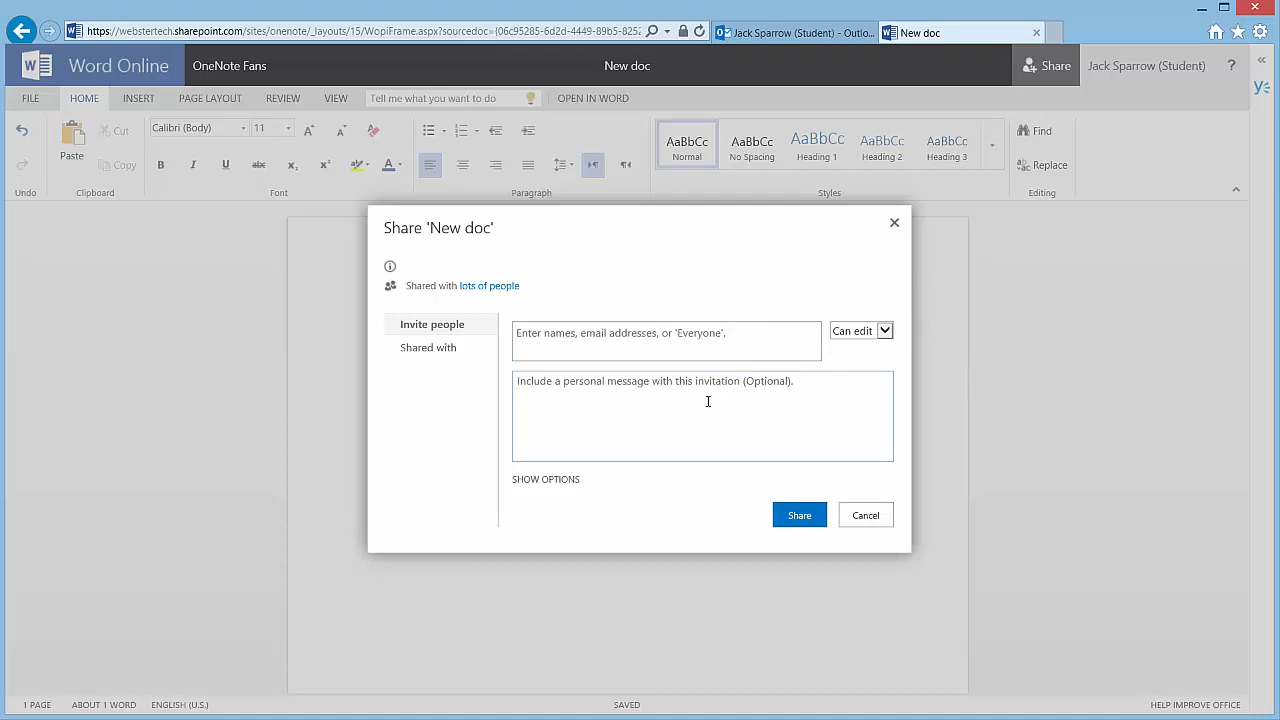 https://webstertech.sharepoint.com/sites/onenote/_layouts/15/WopiFrame.aspx?sourcedoc={06c95285-6d2d-4449-89b5-8252
Jack Sparrow (Student) - Outlo...
New doc
Word Online
OneNote Fans
New doc
Share
Jack Sparrow (Student)
?
FILE
HOME
INSERT
PAGE LAYOUT
REVIEW
VIEW
Tell me what you want to do
OPEN IN WORD
Paste
Cut
Copy
Calibri (Body)
11
B I U abc x₂ x²
AaBbCc
Normal
AaBbCc
No Spacing
AaBbCc
Heading 1
AaBbCc
Heading 2
AaBbCc
Heading 3
Find
Replace
Undo
Clipboard
Font
Paragraph
Styles
Editing
Share 'New doc'
Shared with lots of people
Invite people
Shared with
Enter names, email addresses, or 'Everyone'.
Can edit
Include a personal message with this invitation (Optional).
SHOW OPTIONS
Share
Cancel
1 PAGE
ABOUT 1 WORD
ENGLISH (U.S.)
SAVED
HELP IMPROVE OFFICE